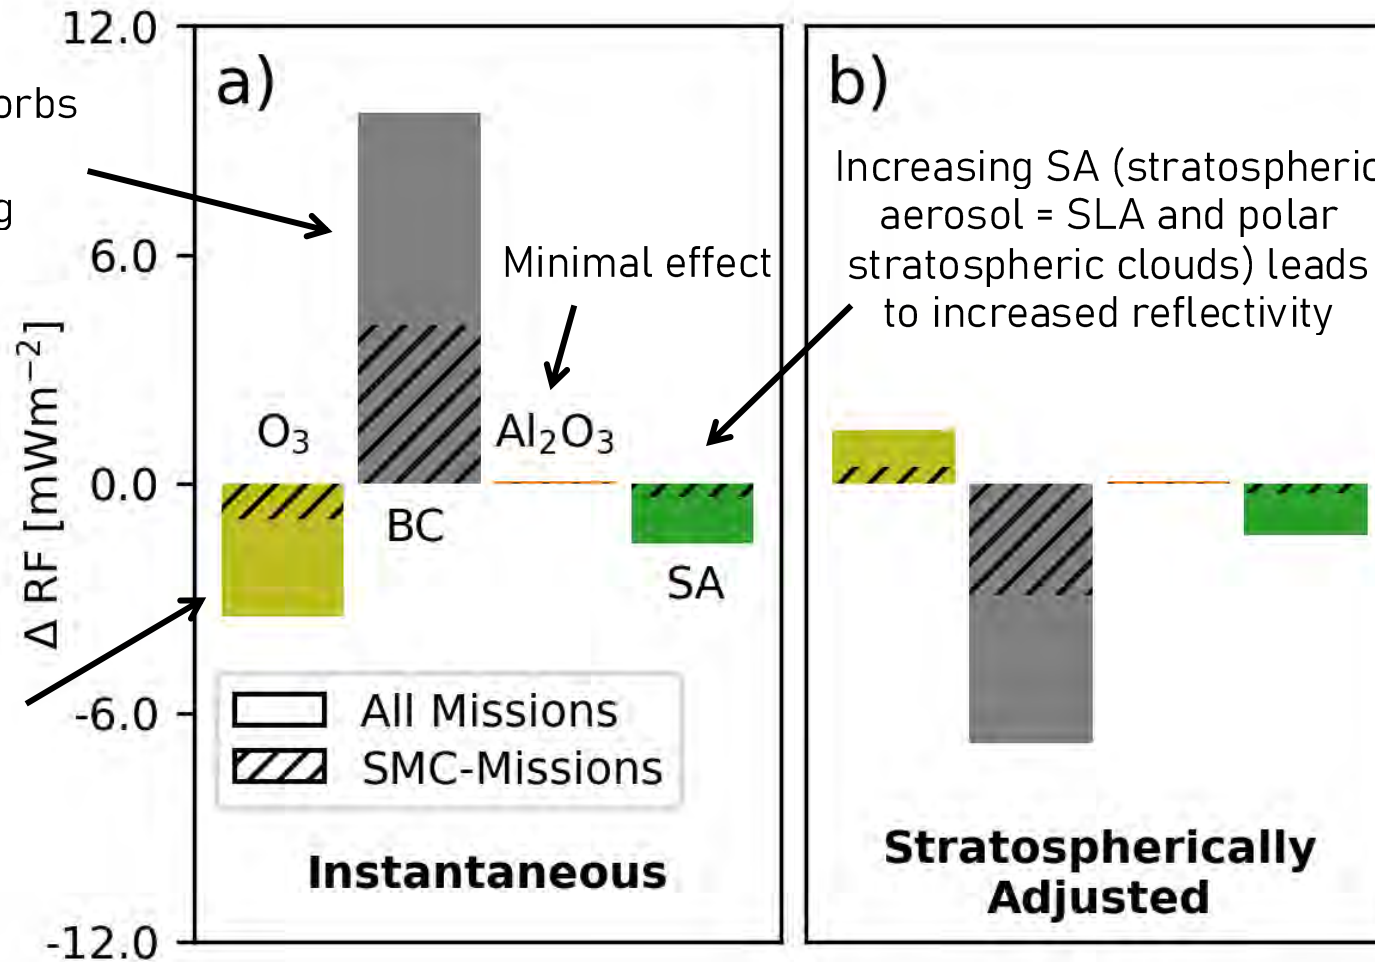 12.0
6.0
0.0
-6.0
-12.0
Δ RF [mWm⁻²]
orbs
g
a)
Minimal effect
O₃
BC
Al₂O₃
SA
All Missions
SMC-Missions
Instantaneous
b)
Increasing SA (stratospheric
aerosol = SLA and polar
stratospheric clouds) leads
to increased reflectivity
Stratospherically
Adjusted